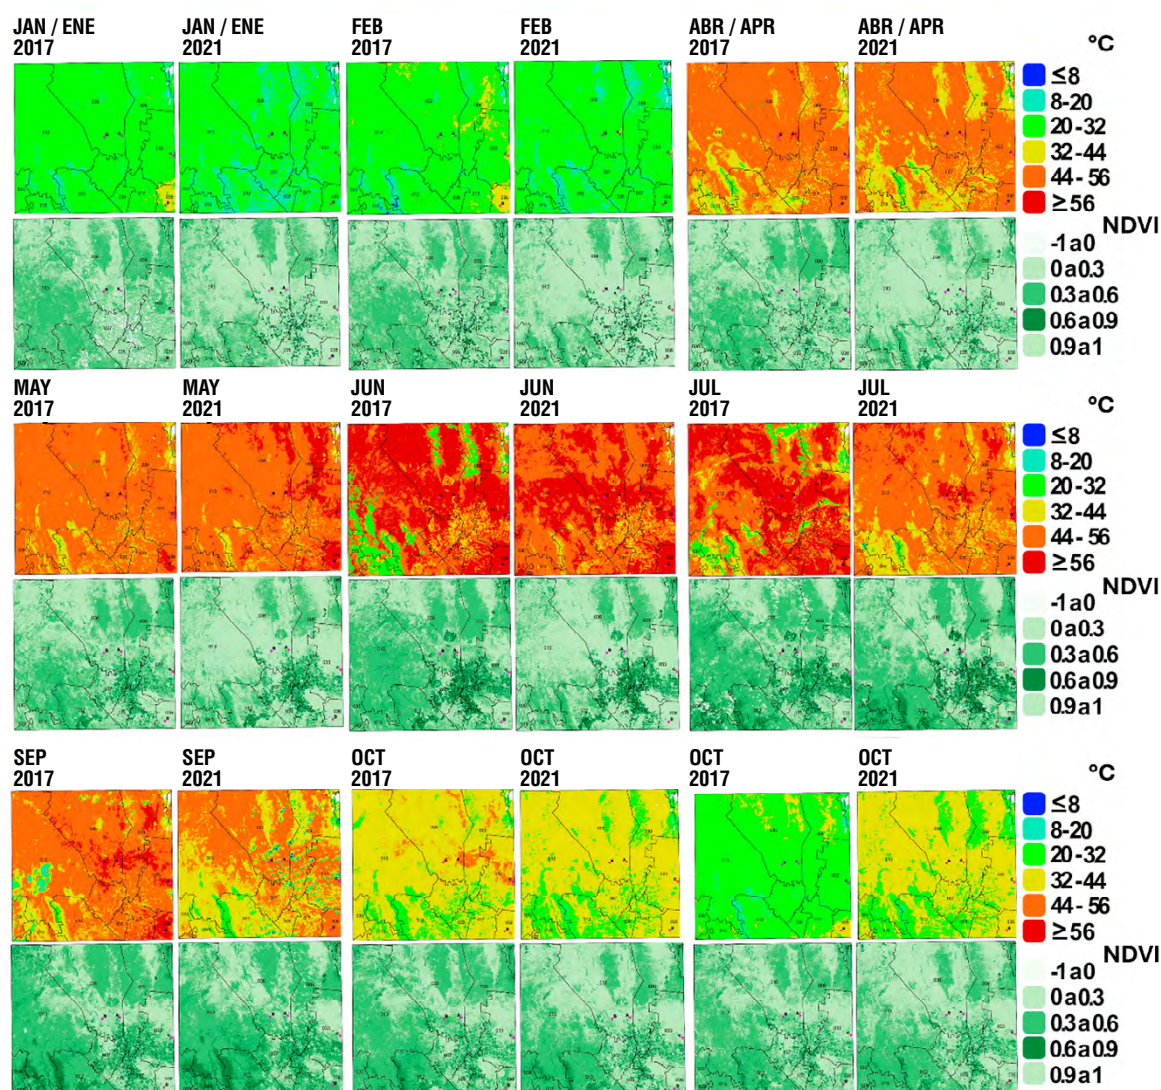 JAN / ENE
2017
JAN / ENE
2021
FEB
2017
FEB
2021
ABR / APR
2017
ABR / APR
2021
°C
≤8
8-20
20-32
32-44
44-56
≥56
NDVI
-1 a 0
0 a 0.3
0.3 a 0.6
0.6 a 0.9
0.9 a 1
MAY
2017
MAY
2021
JUN
2017
JUN
2021
JUL
2017
JUL
2021
°C
≤8
8-20
20-32
32-44
44-56
≥56
NDVI
-1 a 0
0 a 0.3
0.3 a 0.6
0.6 a 0.9
0.9 a 1
SEP
2017
SEP
2021
OCT
2017
OCT
2021
OCT
2017
OCT
2021
°C
≤8
8-20
20-32
32-44
44-56
≥56
NDVI
-1 a 0
0 a 0.3
0.3 a 0.6
0.6 a 0.9
0.9 a 1